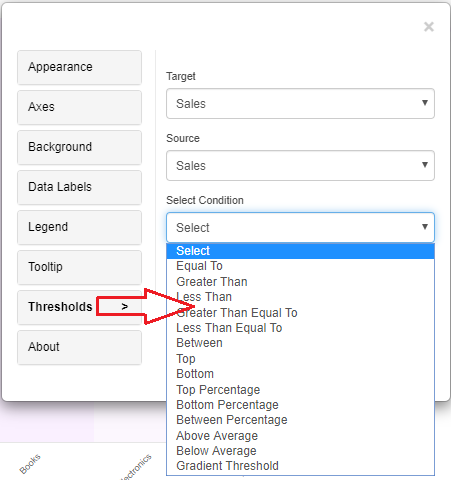 ×
Appearance
Axes
Background
Data Labels
Legend
Tooltip
Thresholds >
About
Target
Sales
Source
Sales
Select Condition
Select
Select
Equal To
Greater Than
Less Than
Greater Than Equal To
Less Than Equal To
Between
Top
Bottom
Top Percentage
Bottom Percentage
Between Percentage
Above Average
Below Average
Gradient Threshold
Books